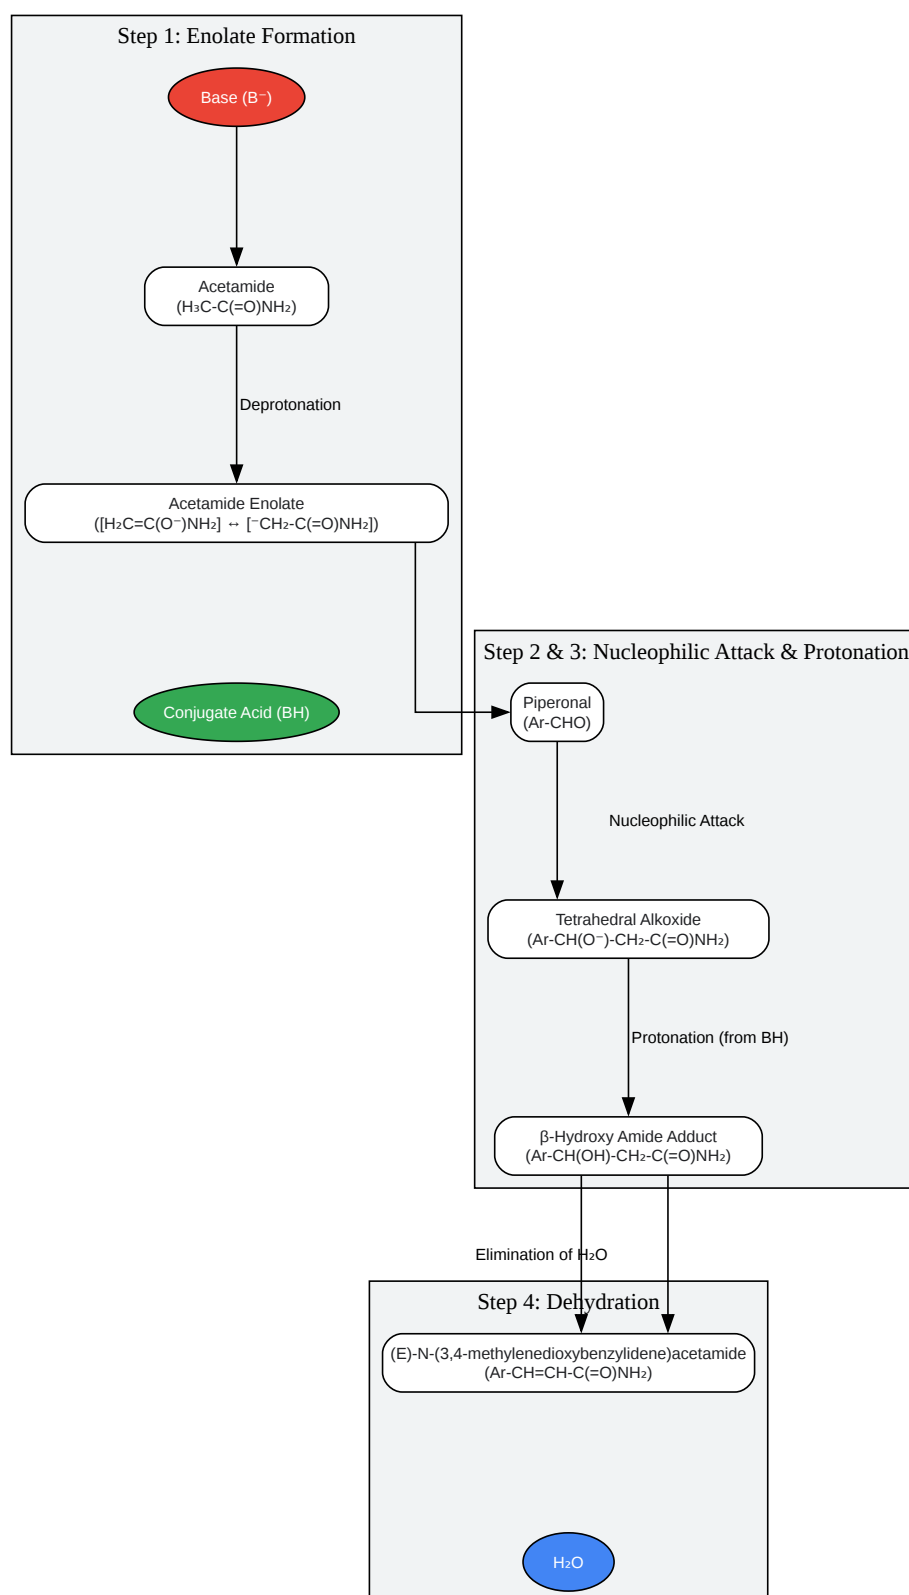 Step 1: Enolate Formation
Base (B⁻)
Acetamide
(H₃C-C(=O)NH₂)
Deprotonation
Acetamide Enolate
([H₂C=C(O⁻)NH₂] ↔ [⁻CH₂-C(=O)NH₂])
Conjugate Acid (BH)
Step 2 & 3: Nucleophilic Attack & Protonation
Piperonal
(Ar-CHO)
Nucleophilic Attack
Tetrahedral Alkoxide
(Ar-CH(O⁻)-CH₂-C(=O)NH₂)
Protonation (from BH)
β-Hydroxy Amide Adduct
(Ar-CH(OH)-CH₂-C(=O)NH₂)
Elimination of H₂O
Step 4: Dehydration
(E)-N-(3,4-methylenedioxybenzylidene)acetamide
(Ar-CH=CH-C(=O)NH₂)
H₂O